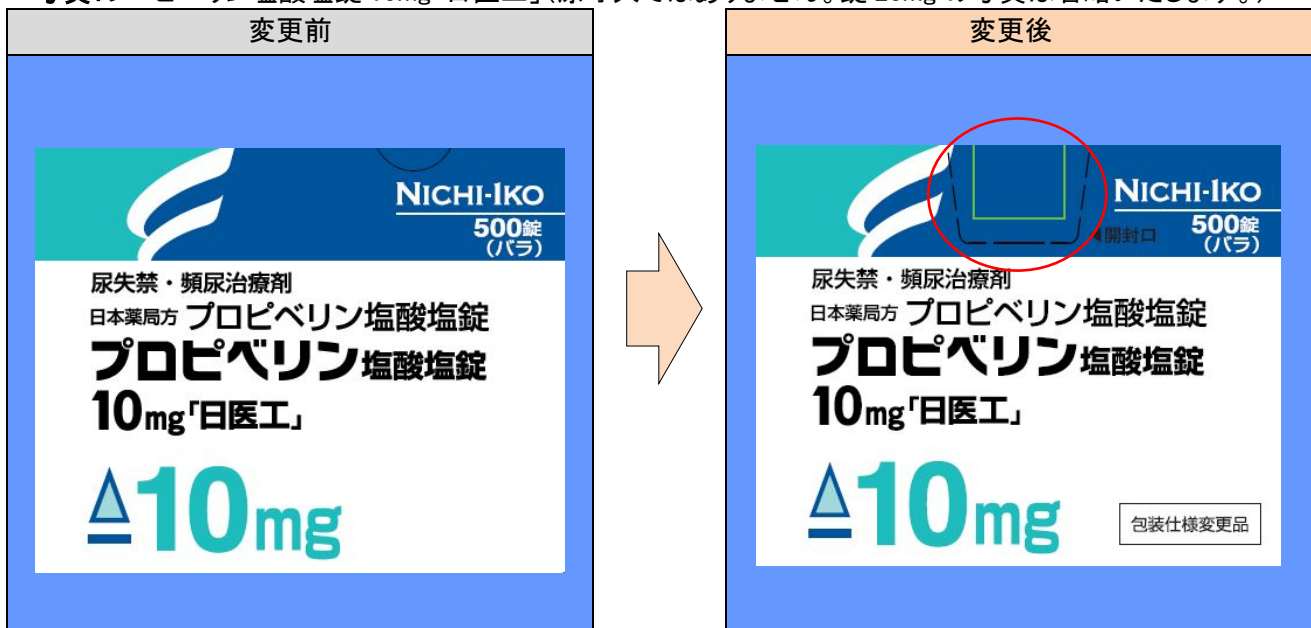 変更前
NICHI-IKO
500錠
(バラ)
尿失禁・頻尿治療剤
日本薬局方 プロピベリン塩酸塩錠
プロピベリン塩酸塩錠
10mg「日医工」
10mg
変更後
NICHI-IKO
◀開封口 500錠
(バラ)
尿失禁・頻尿治療剤
日本薬局方 プロピベリン塩酸塩錠
プロピベリン塩酸塩錠
10mg「日医工」
10mg
包装仕様変更品